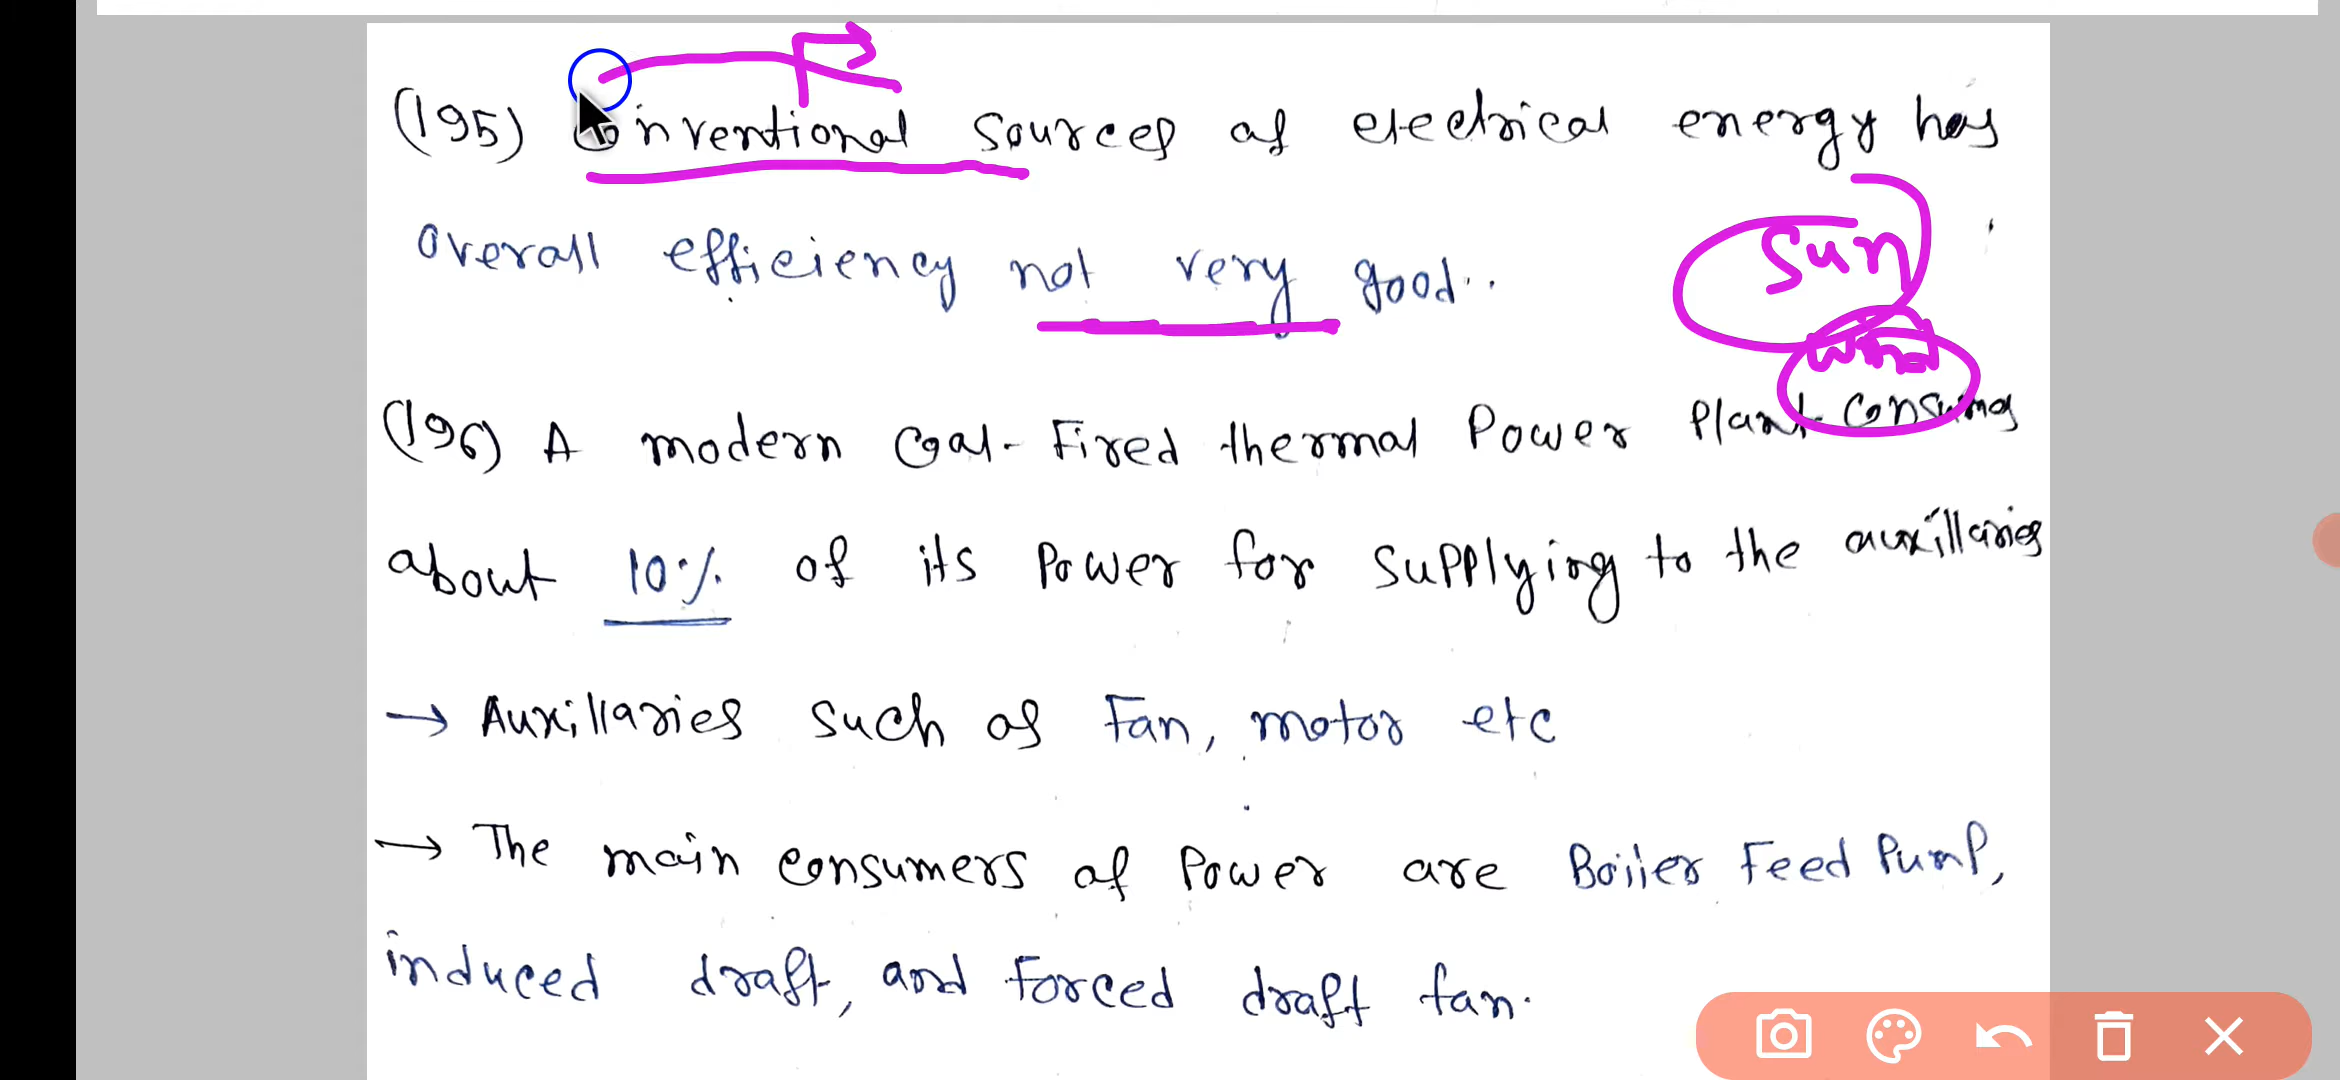 (195) Conventional Sources of electrical energy has
overall efficiency not very good..
Sun
wind
(196) A modern Coal-Fired thermal Power Plant Consumes
about 10% of its Power for Supplying to the auxillaries
→ Auxillaries Such as Fan, motor etc
→ The main Consumers of Power are Boiler Feed Pump,
induced draft, and Forced draft fan.